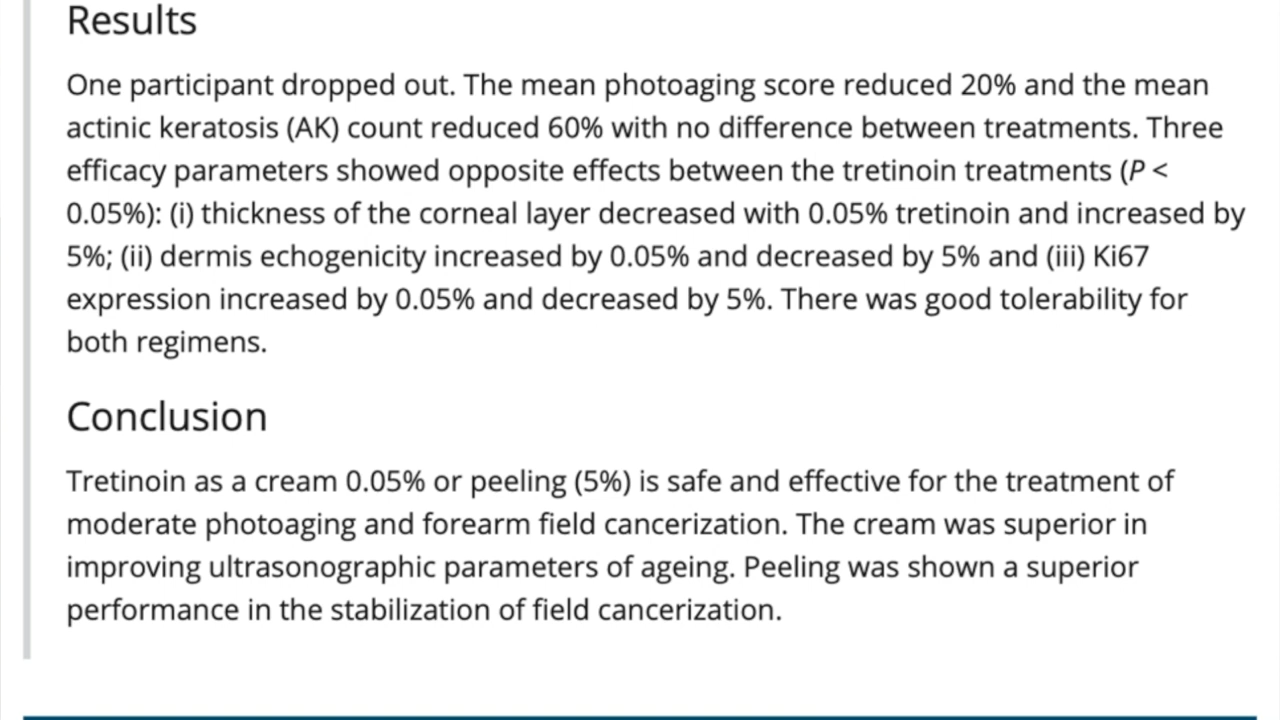 Results
One participant dropped out. The mean photoaging score reduced 20% and the mean
actinic keratosis (AK) count reduced 60% with no difference between treatments. Three
efficacy parameters showed opposite effects between the tretinoin treatments (P <
0.05%): (i) thickness of the corneal layer decreased with 0.05% tretinoin and increased by
5%; (ii) dermis echogenicity increased by 0.05% and decreased by 5% and (iii) Ki67
expression increased by 0.05% and decreased by 5%. There was good tolerability for
both regimens.
Conclusion
Tretinoin as a cream 0.05% or peeling (5%) is safe and effective for the treatment of
moderate photoaging and forearm field cancerization. The cream was superior in
improving ultrasonographic parameters of ageing. Peeling was shown a superior
performance in the stabilization of field cancerization.